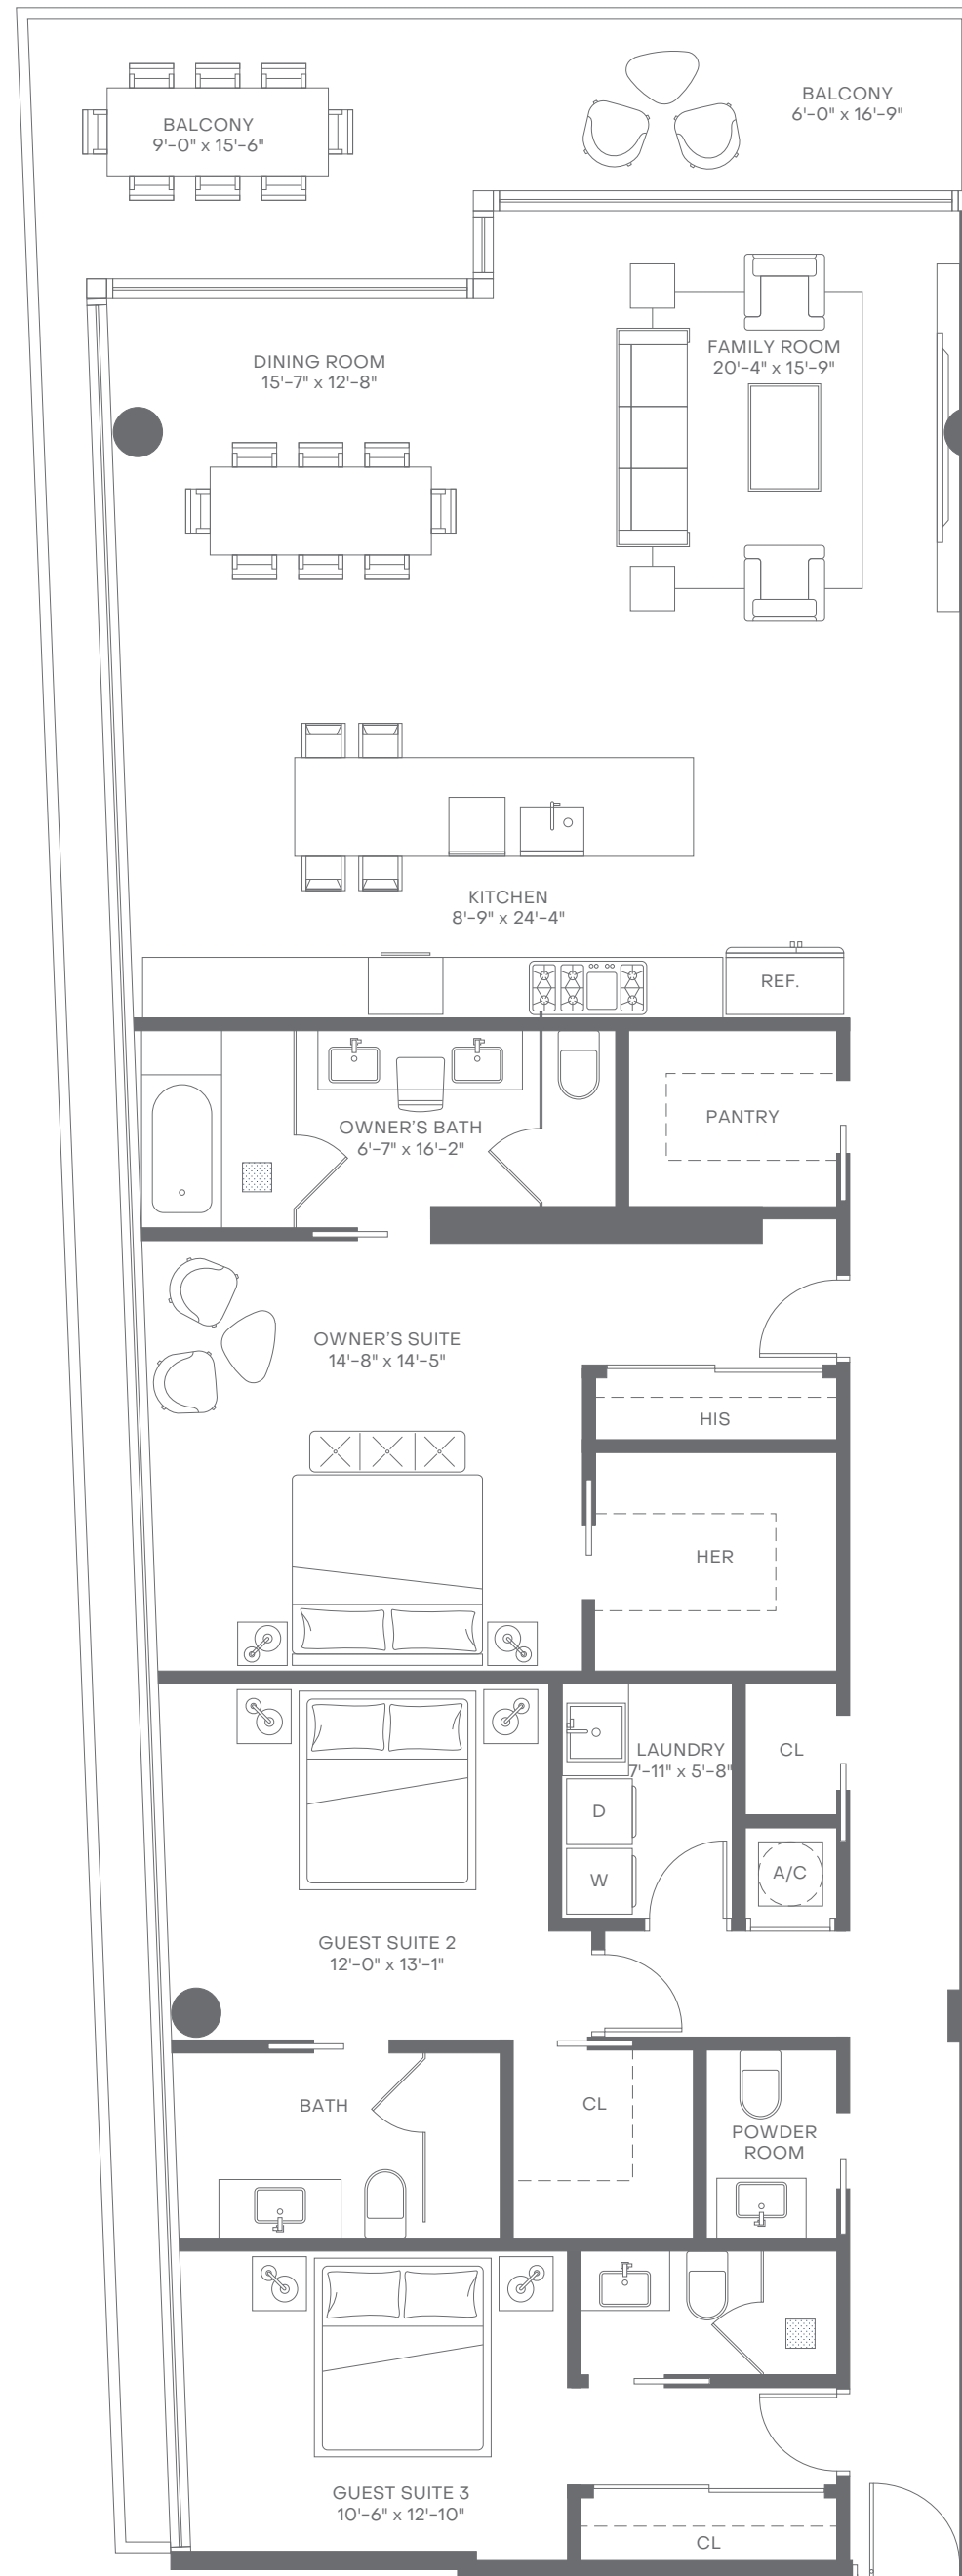 BALCONY
9'-0" x 15'-6"
BALCONY
6'-0" x 16'-9"
DINING ROOM
15'-7" x 12'-8"
FAMILY ROOM
20'-4" x 15'-9"
KITCHEN
8'-9" x 24'-4"
REF.
OWNER'S BATH
6'-7" x 16'-2"
PANTRY
OWNER'S SUITE
14'-8" x 14'-5"
HIS
HER
LAUNDRY
7'-11" x 5'-8"
CL
D
W
A/C
GUEST SUITE 2
12'-0" x 13'-1"
BATH
CL
POWDER
ROOM
GUEST SUITE 3
10'-6" x 12'-10"
CL